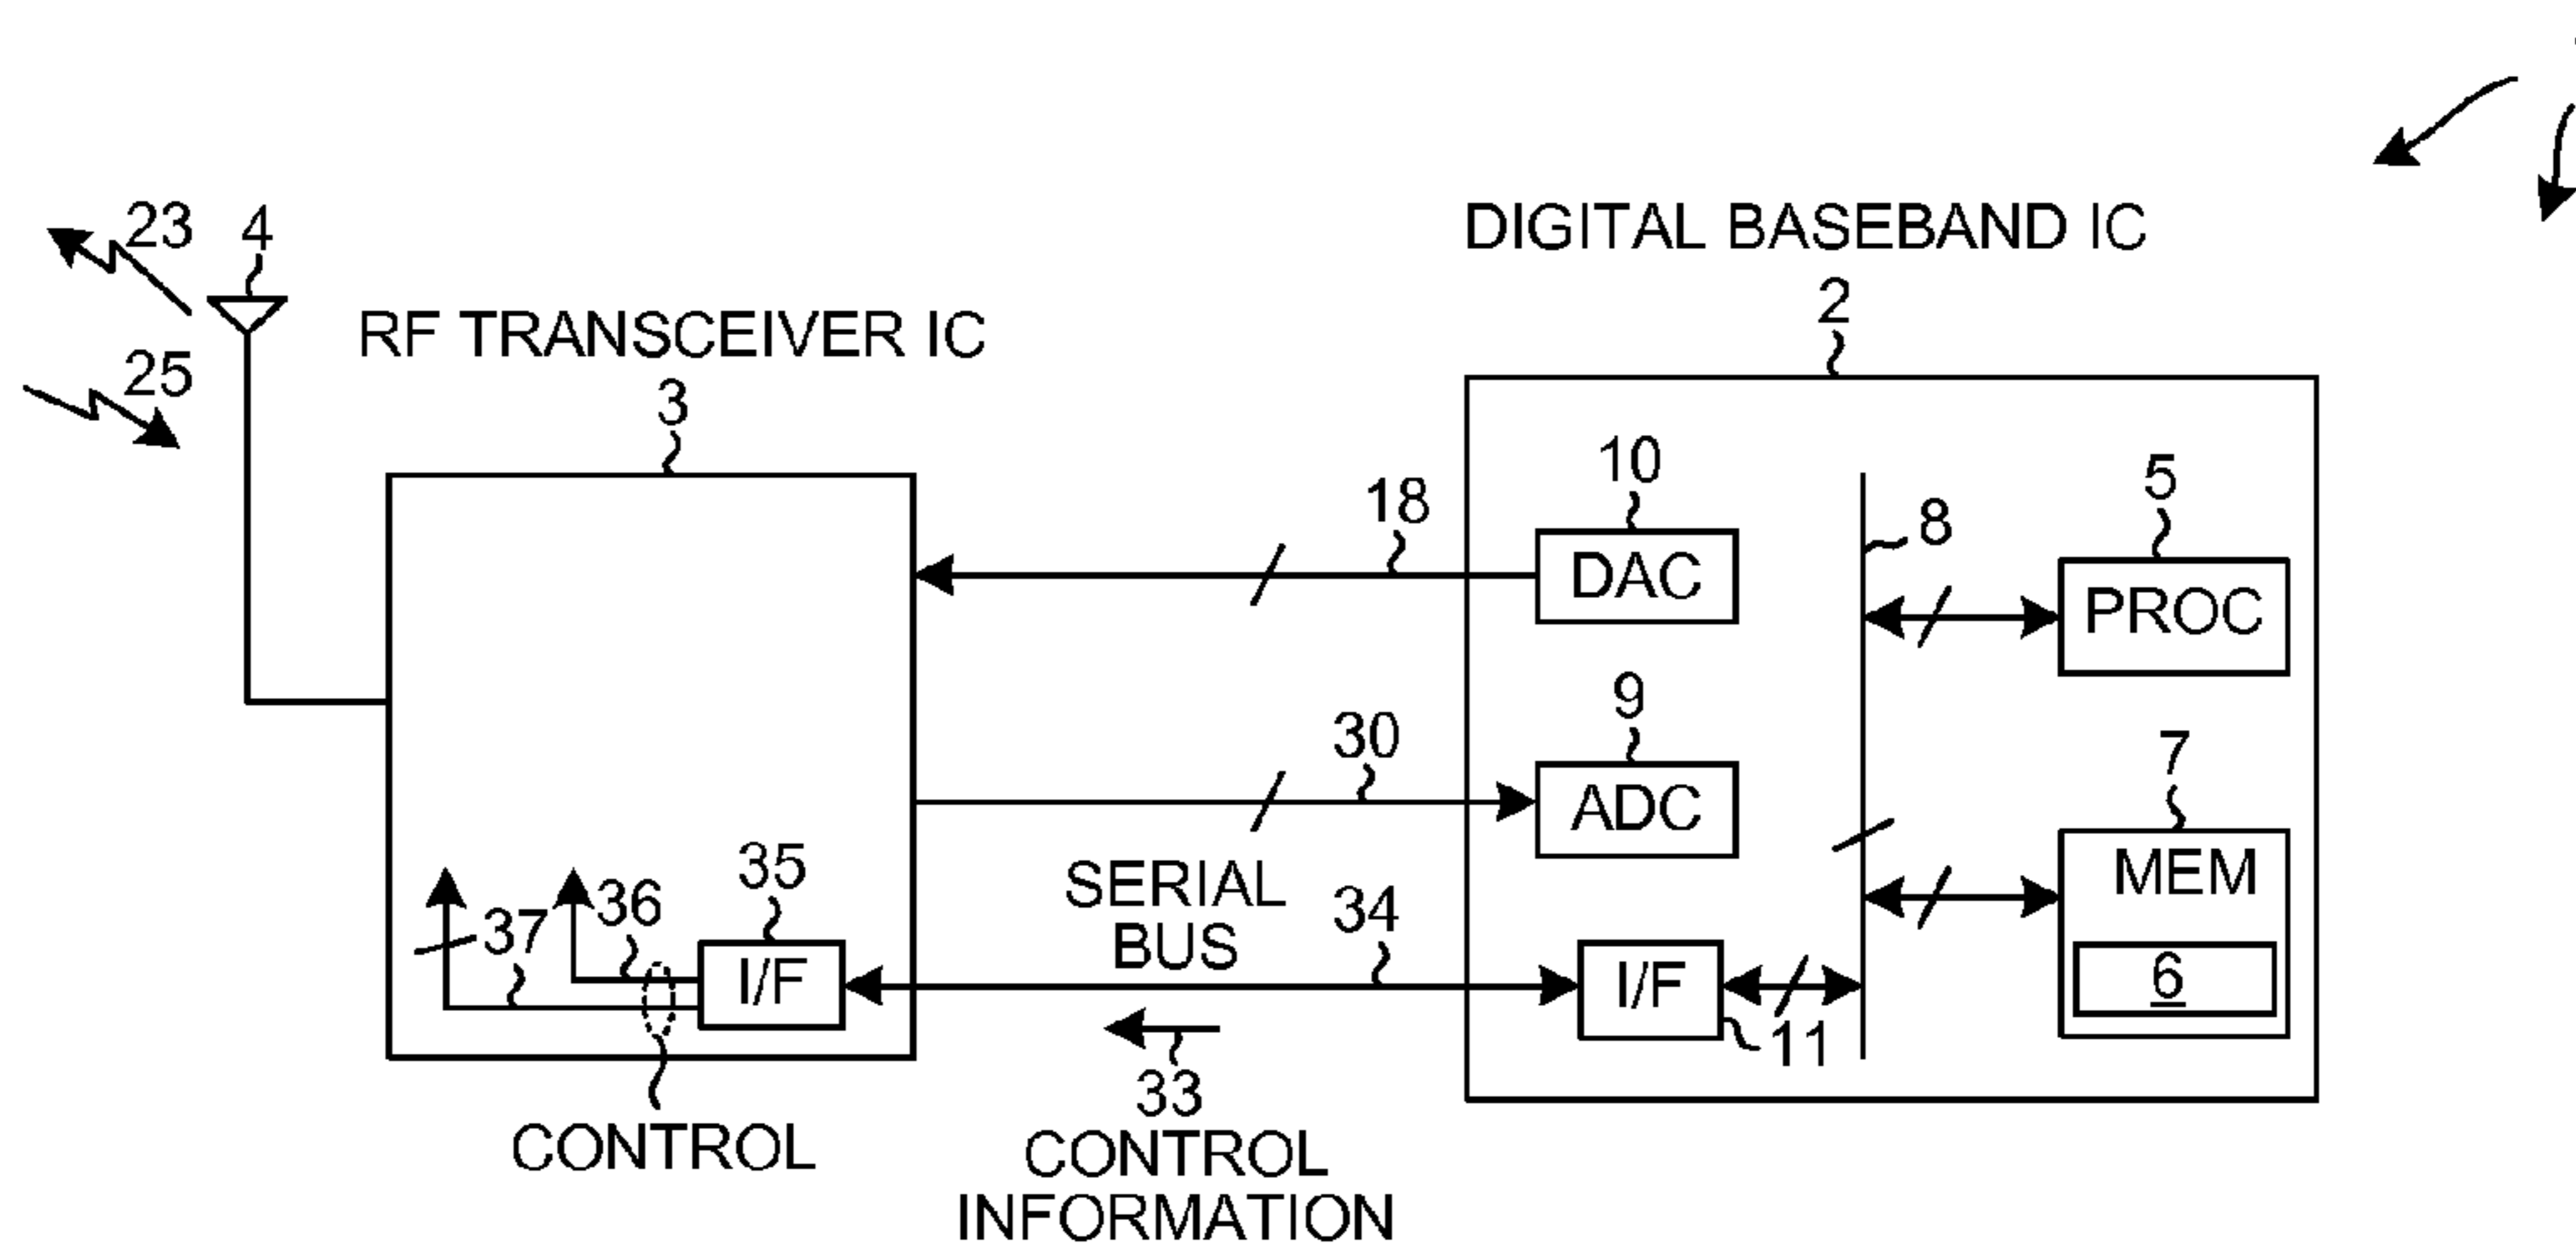 23
4
25
RF TRANSCEIVER IC
3
DIGITAL BASEBAND IC
2
18
10
DAC
8
5
PROC
30
9
ADC
7
MEM
6
SERIAL
BUS
34
I/F
11
35
I/F
36
37
33
CONTROL
CONTROL
INFORMATION